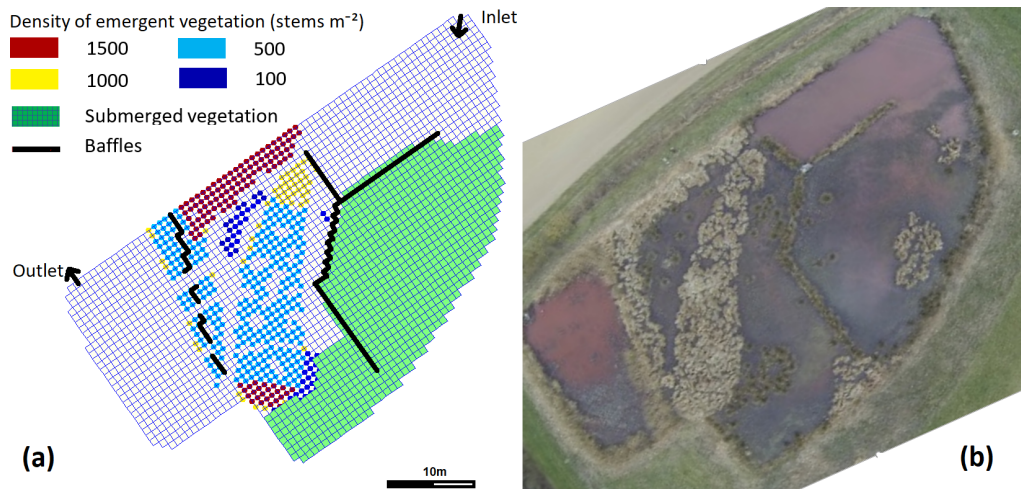 Density of emergent vegetation (stems m⁻²)
1500 500
1000 100
Submerged vegetation
Baffles
Inlet
Outlet
10m
(a)
(b)